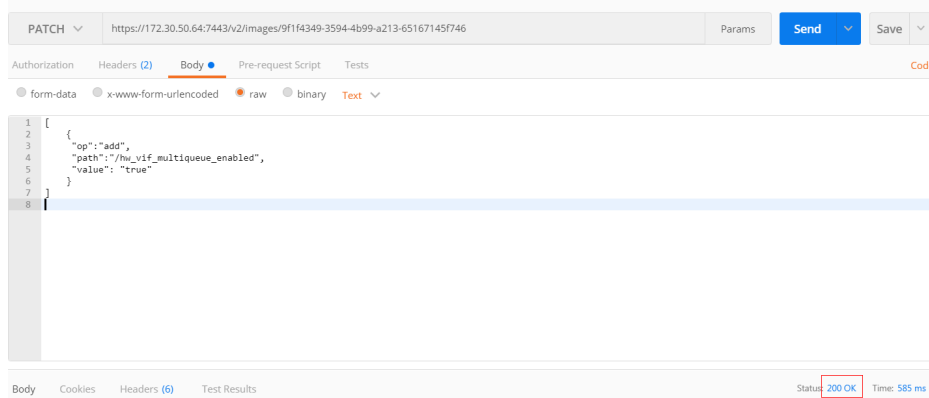 PATCH https://172.30.50.64:7443/v2/images/9f1f4349-3594-4b99-a213-65167145f746 Params Send Save
Authorization Headers (2) Body Pre-request Script Tests Cod
form-data x-www-form-urlencoded raw binary Text
1 [
2 {
3 "op":"add",
4 "path":"/hw_vif_multiqueue_enabled",
5 "value": "true"
6 }
7 ]
8
Body Cookies Headers (6) Test Results Status: 200 OK Time: 585 ms